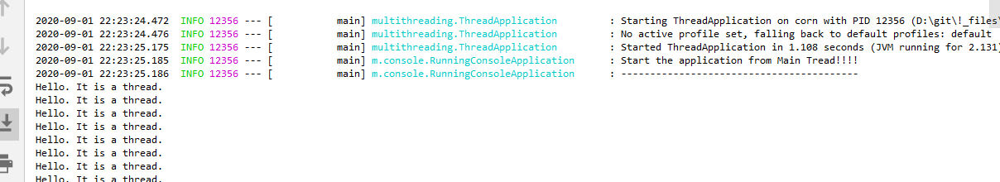 2020-09-01 22:23:24.472  INFO 12356 --- [           main] multithreading.ThreadApplication         : Starting ThreadApplication on corn with PID 12356 (D:\git\!_files\
2020-09-01 22:23:24.476  INFO 12356 --- [           main] multithreading.ThreadApplication         : No active profile set, falling back to default profiles: default
2020-09-01 22:23:25.175  INFO 12356 --- [           main] multithreading.ThreadApplication         : Started ThreadApplication in 1.108 seconds (JVM running for 2.131)
2020-09-01 22:23:25.185  INFO 12356 --- [           main] m.console.RunningConsoleApplication      : Start the application from Main Tread!!!!
2020-09-01 22:23:25.186  INFO 12356 --- [           main] m.console.RunningConsoleApplication      : -----------------------------------------
Hello. It is a thread.
Hello. It is a thread.
Hello. It is a thread.
Hello. It is a thread.
Hello. It is a thread.
Hello. It is a thread.
Hello. It is a thread.
Hello. It is a thread.